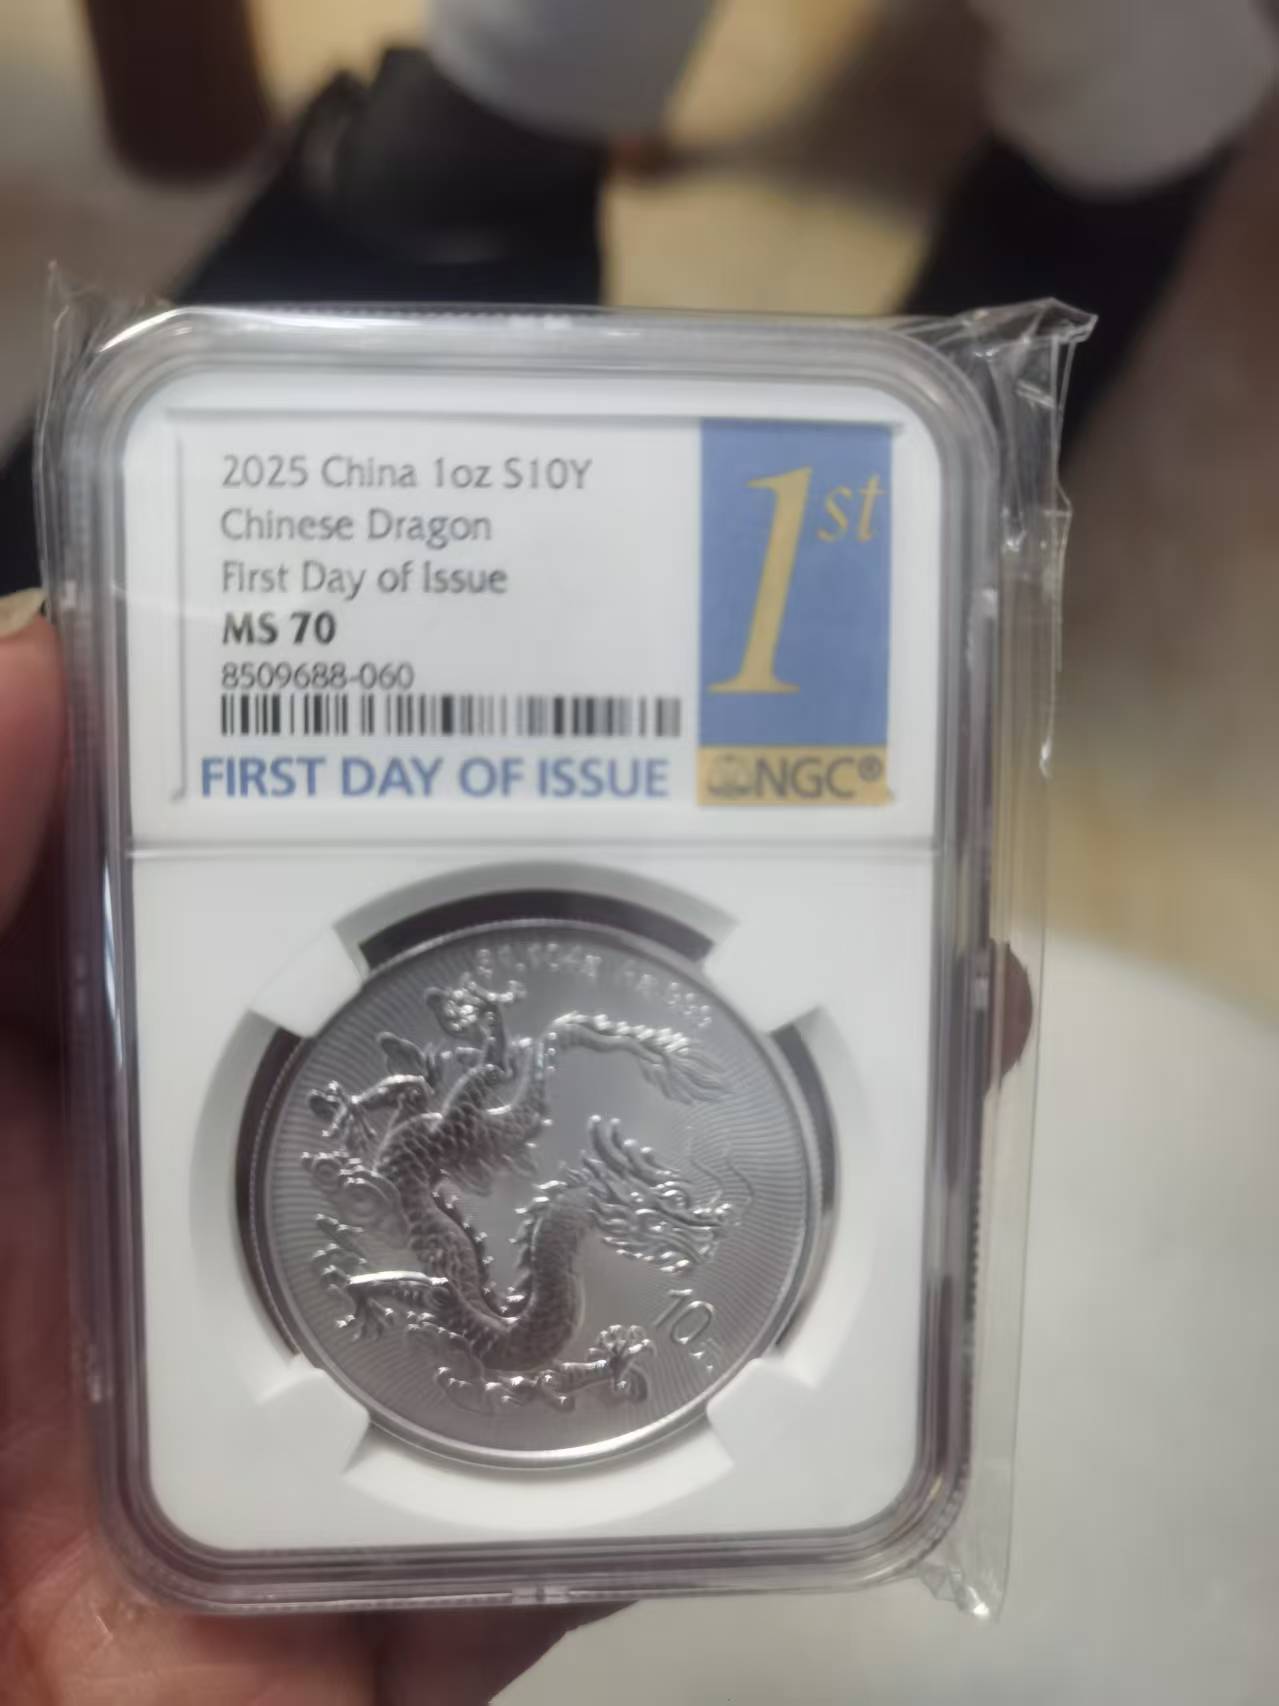 2025 China 1oz S10Y
Chinese Dragon
First Day of Issue
MS 70
8509688-060
FIRST DAY OF ISSUE
1st
NGC®